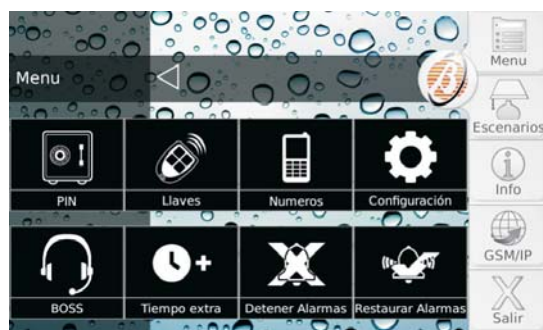 Menu
PIN
Llaves
Numeros
Configuración
BOSS
Tiempo extra
Detener Alarmas
Restaurar Alarmas
Menu
Escenarios
Info
GSM/IP
Salir